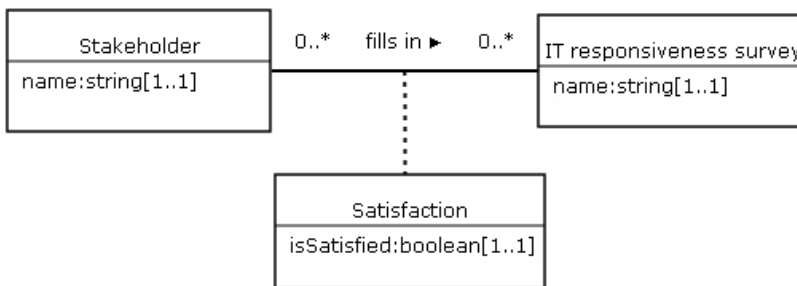 Stakeholder
name:string[1..1]
0..* fills in ► 0..*
IT responsiveness survey
name:string[1..1]
Satisfaction
isSatisfied:boolean[1..1]